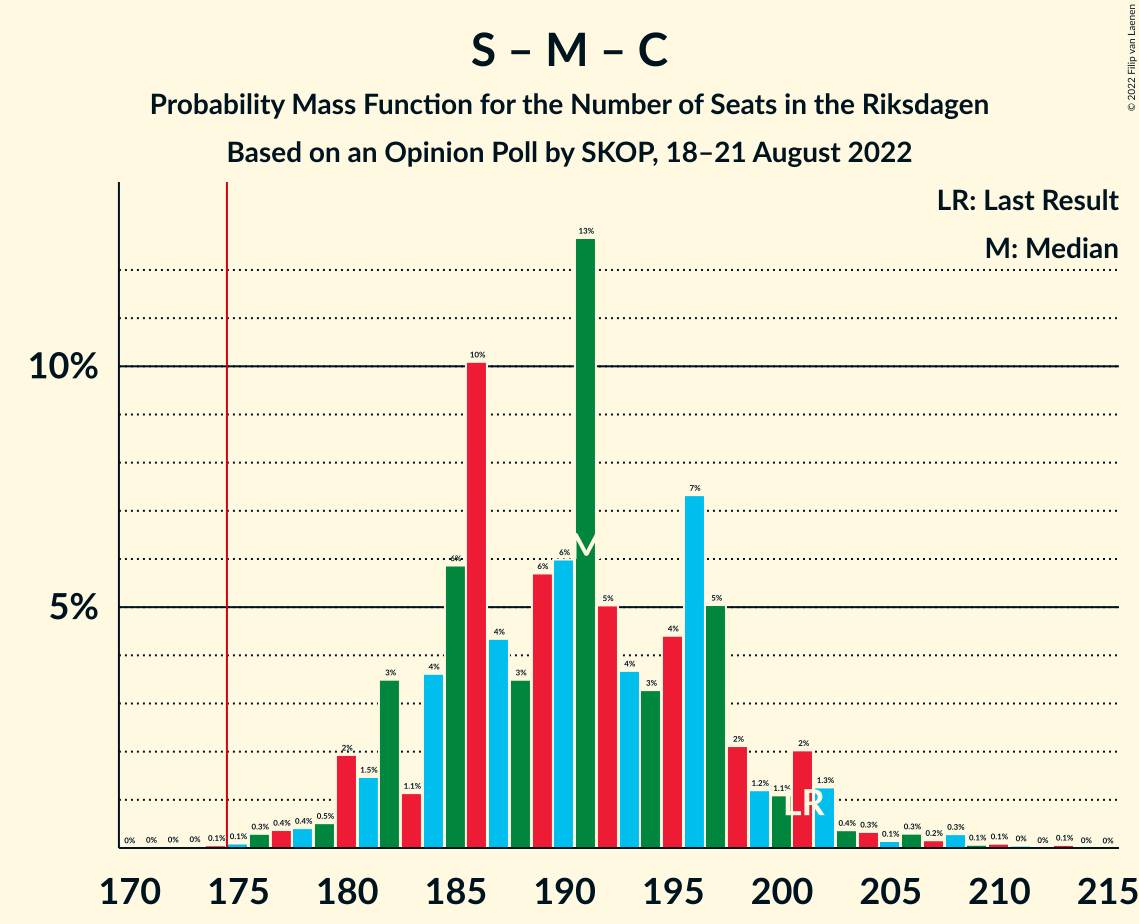 S – M – C
Probability Mass Function for the Number of Seats in the Riksdagen
Based on an Opinion Poll by SKOP, 18–21 August 2022
© 2022 Filip van Laenen
LR: Last Result
M: Median
10%
5%
0% 0% 0% 0% 0.1% 0.1% 0.3% 0.4% 0.4% 0.5% 2% 1.5% 3% 1.1% 4% 6% 10% 4% 3% 6% 6% 13% 5% 4% 3% 4% 7% 5% 2% 1.2% 1.1% 2% 1.3% 0.4% 0.3% 0.1% 0.3% 0.2% 0.3% 0.1% 0.1% 0% 0% 0.1% 0% 0%
M
LR
170 175 180 185 190 195 200 205 210 215